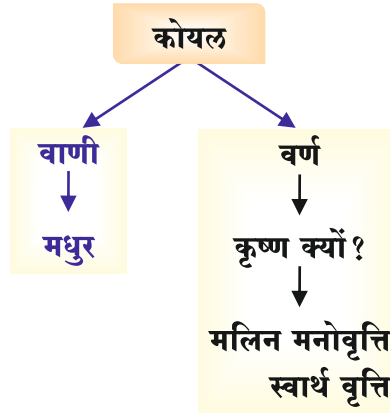 कोयल
वाणी
मधुर
वर्ण
कृष्ण क्यों?
मलिन मनोवृत्ति
स्वार्थ वृत्ति